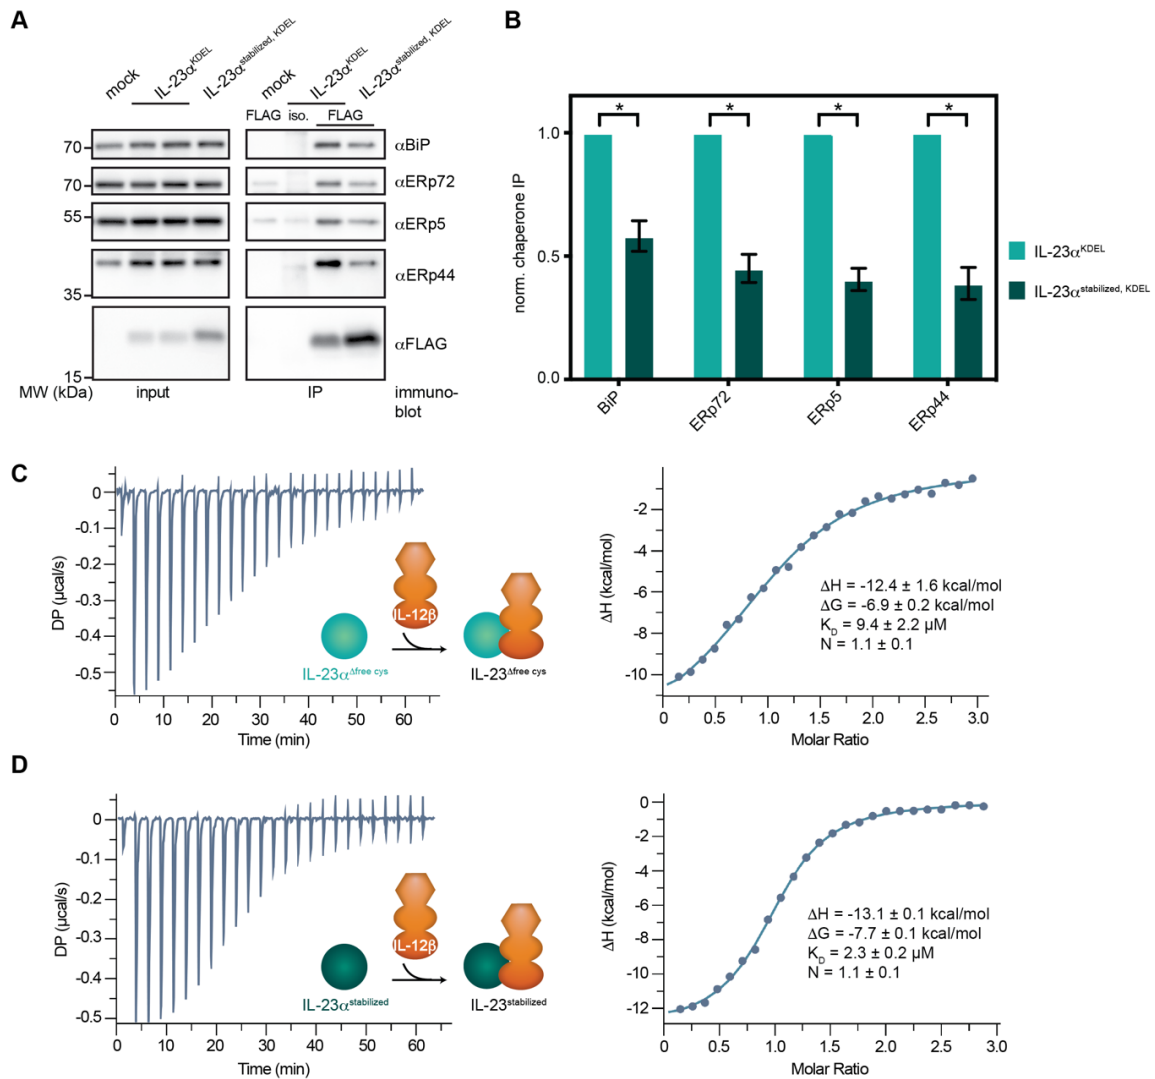 A
mock
IL-23α^KDEL
IL-23α^stabilized, KDEL
mock
IL-23α^KDEL
IL-23α^stabilized, KDEL
FLAG iso. FLAG
70
αBiP
70
αERp72
55
αERp5
αERp44
35
αFLAG
15
MW (kDa)
input
IP
immuno-
blot
B
norm. chaperone IP
1.0
0.5
0.0
* * * *
BiP
ERp72
ERp5
ERp44
IL-23α^KDEL
IL-23α^stabilized, KDEL
C
DP (µcal/s)
0
-0.1
-0.2
-0.3
-0.4
-0.5
0 10 20 30 40 50 60
Time (min)
IL-12β
IL-23α^Δfree cys
IL-23^Δfree cys
ΔH (kcal/mol)
-2
-4
-6
-8
-10
0 0.5 1.0 1.5 2.0 2.5 3.0
Molar Ratio
ΔH = -12.4 ± 1.6 kcal/mol
ΔG = -6.9 ± 0.2 kcal/mol
K_D = 9.4 ± 2.2 µM
N = 1.1 ± 0.1
D
DP (µcal/s)
0
-0.1
-0.2
-0.3
-0.4
-0.5
0 10 20 30 40 50 60
Time (min)
IL-12β
IL-23α^stabilized
IL-23^stabilized
ΔH (kcal/mol)
0
-2
-4
-6
-8
-10
-12
0 0.5 1.0 1.5 2.0 2.5 3.0
Molar Ratio
ΔH = -13.1 ± 0.1 kcal/mol
ΔG = -7.7 ± 0.1 kcal/mol
K_D = 2.3 ± 0.2 µM
N = 1.1 ± 0.1